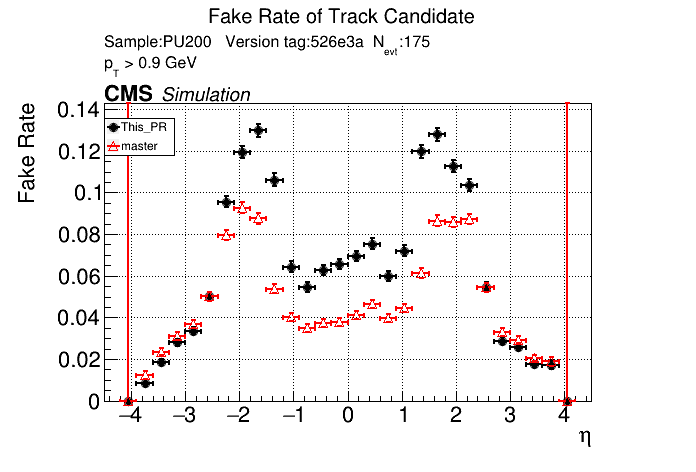 Fake Rate of Track Candidate
Sample:PU200 Version tag:526e3a Nevt:175
pT > 0.9 GeV
CMS Simulation
Fake Rate
This_PR
master
0.14
0.12
0.1
0.08
0.06
0.04
0.02
0
−4 −3 −2 −1 0 1 2 3 4
η